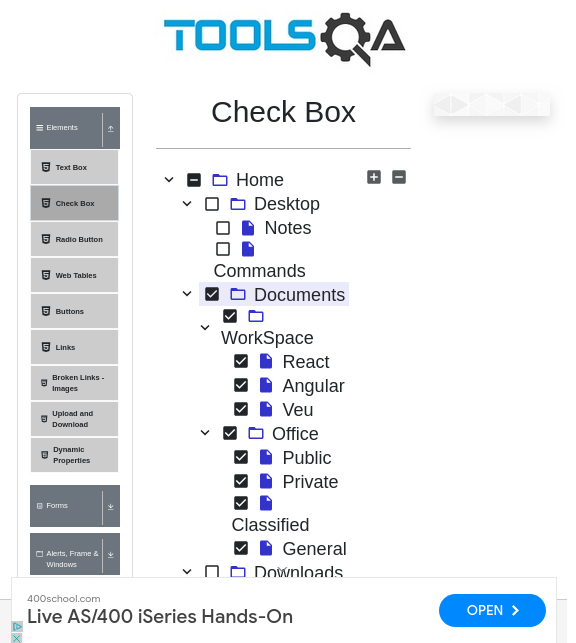 TOOLSQA
Check Box
Elements
Text Box
Check Box
Radio Button
Web Tables
Buttons
Links
Broken Links -
Images
Upload and
Download
Dynamic
Properties
Forms
Alerts, Frame &
Windows
Home
Desktop
Notes
Commands
Documents
WorkSpace
React
Angular
Veu
Office
Public
Private
Classified
General
Downloads
400school.com
Live AS/400 iSeries Hands-On
OPEN